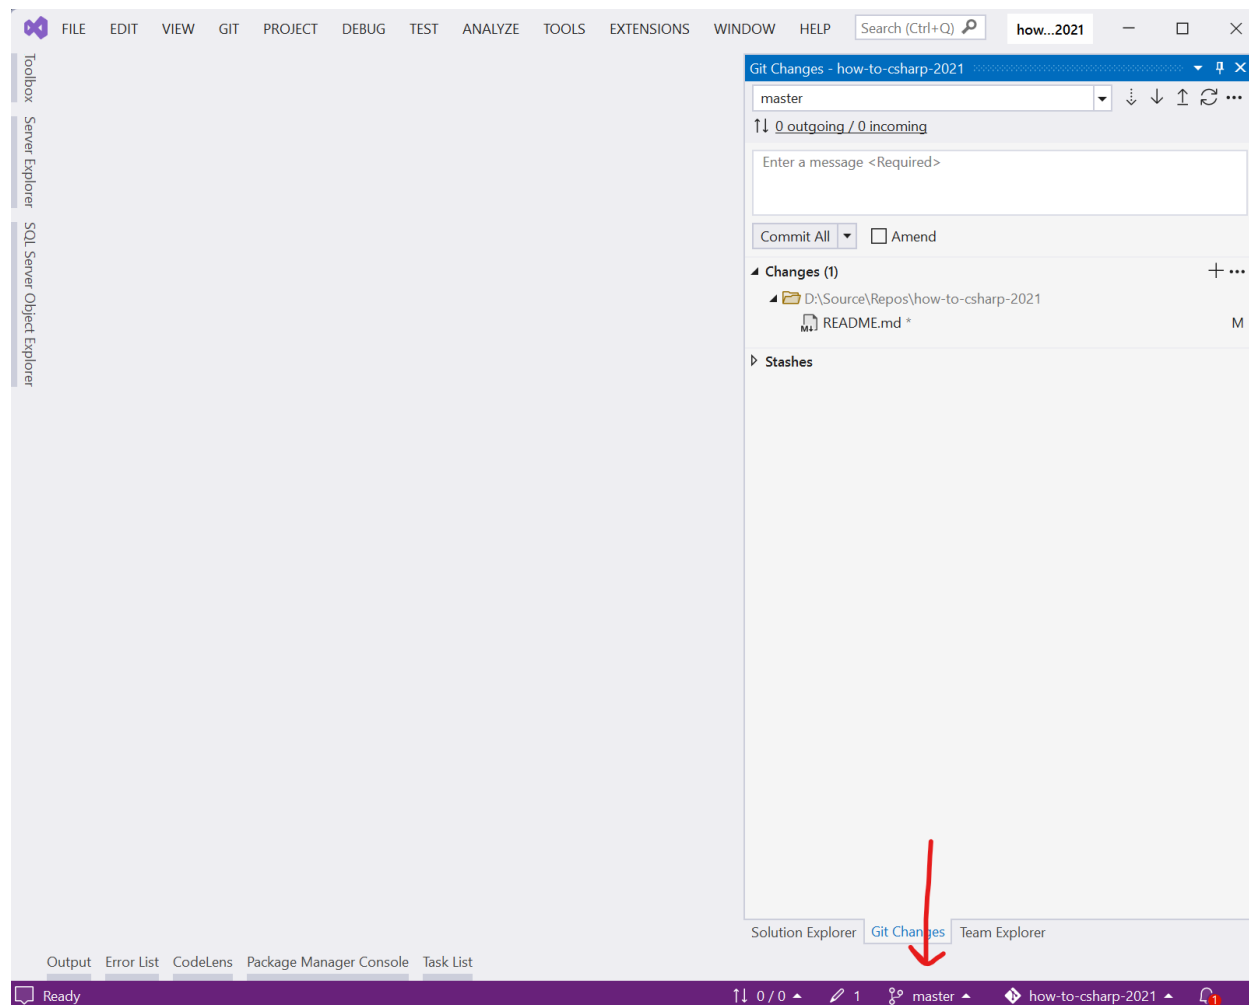 FILE EDIT VIEW GIT PROJECT DEBUG TEST ANALYZE TOOLS EXTENSIONS WINDOW HELP Search (Ctrl+Q) how...2021
Toolbox
Server Explorer
SQL Server Object Explorer
Git Changes - how-to-csharp-2021
master
0 outgoing / 0 incoming
Enter a message <Required>
Commit All Amend
Changes (1)
D:\Source\Repos\how-to-csharp-2021
README.md * M
Stashes
Solution Explorer Git Changes Team Explorer
Output Error List CodeLens Package Manager Console Task List
Ready 0 / 0 1 master how-to-csharp-2021 1